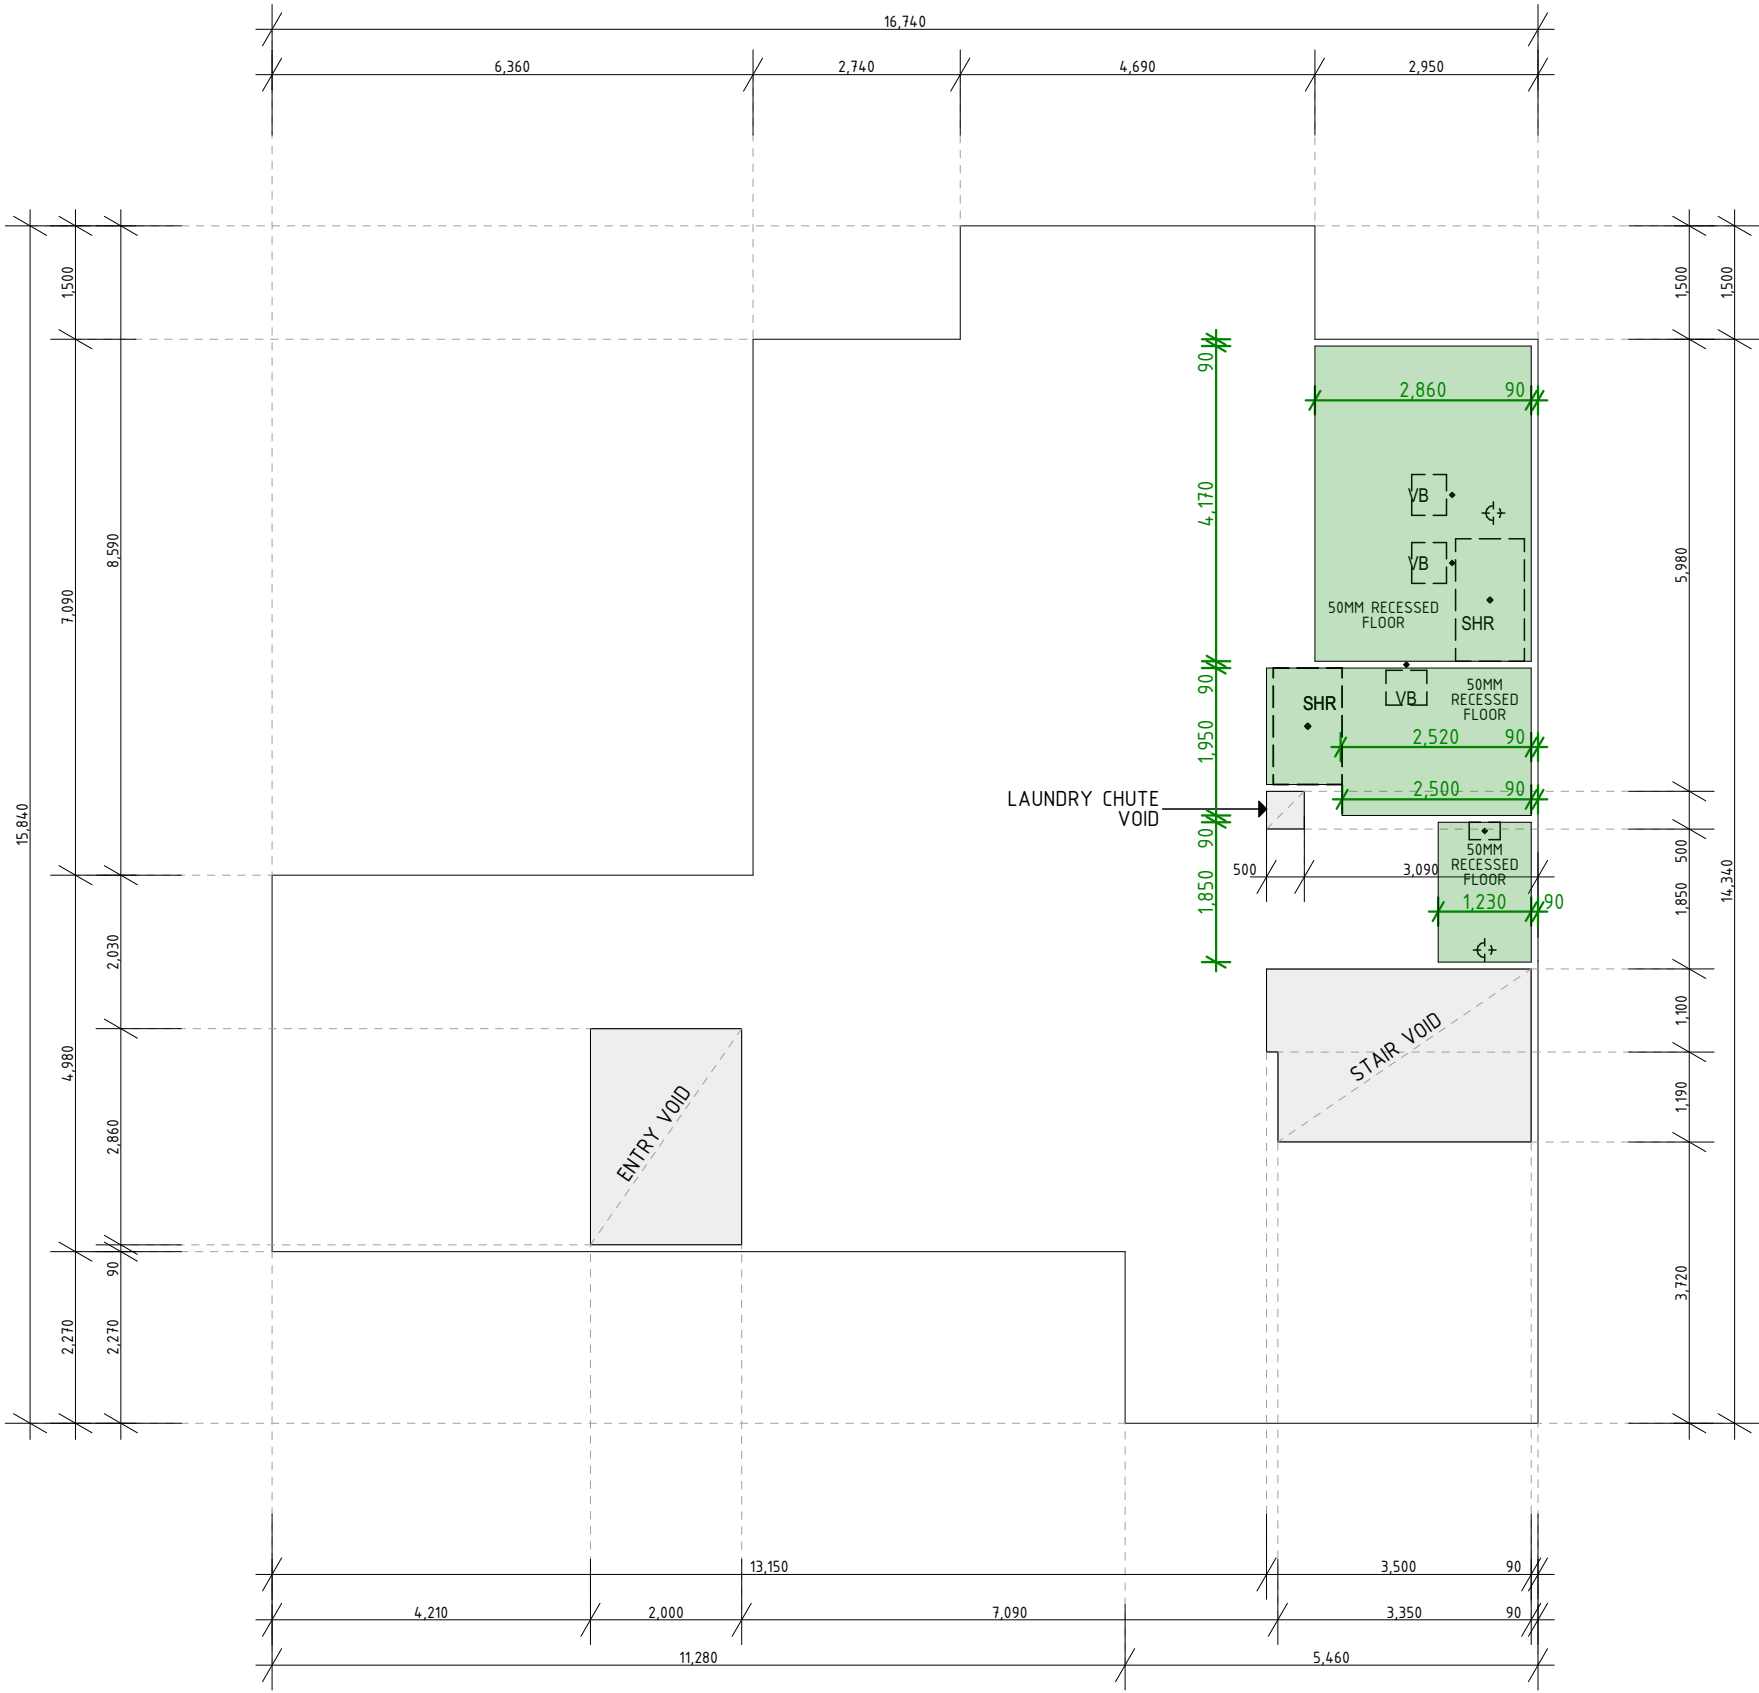 16,740
6,360
2,740
4,690
2,950
1,500
1,500
1,500
90
2,860
90
4,170
VB
8,590
5,980
VB
7,090
50MM RECESSED
FLOOR
SHR
90
50MM
RECESSED
FLOOR
VB
SHR
1,950
2,520
90
2,500
90
LAUNDRY CHUTE
VOID
15,840
90
50MM
RECESSED
FLOOR
500
500
3,090
1,850
1,230
90
1,850
14,340
2,030
1,100
STAIR VOID
4,980
1,190
ENTRY VOID
2,860
90
3,720
2,270
2,270
13,150
3,500
90
4,210
2,000
7,090
3,350
90
11,280
5,460